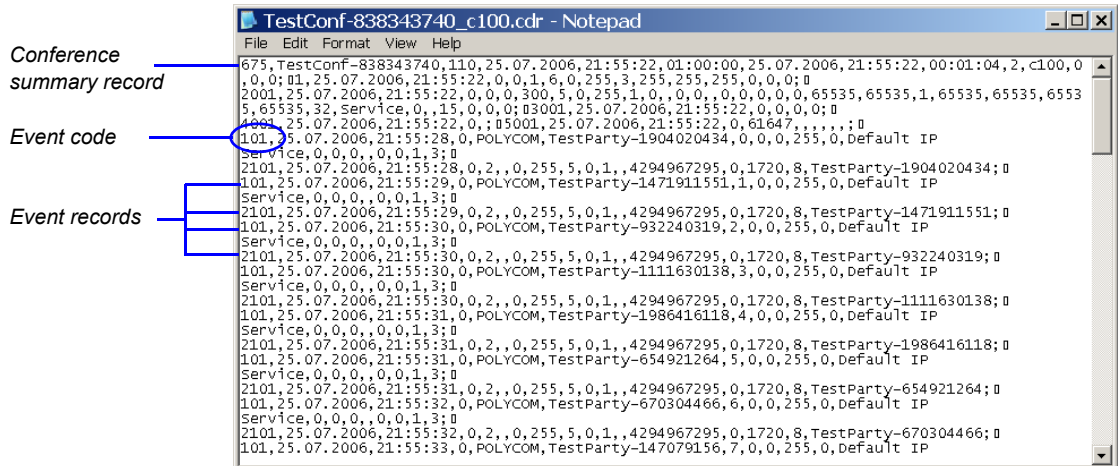 TestConf-838343740_c100.cdr - Notepad
File Edit Format View Help
Conference
summary record
Event code
Event records
675,TestConf-838343740,110,25.07.2006,21:55:22,01:00:00,25.07.2006,21:55:22,00:01:04,2,c100,0
,0,0;▯1,25.07.2006,21:55:22,0,0,1,6,0,255,3,255,255,255,0,0,0;▯
2001,25.07.2006,21:55:22,0,0,0,300,5,0,255,1,0,,0,0,,0,0,0,0,0,65535,65535,1,65535,65535,6553
5,65535,32,Service,0,,15,0,0,0;▯3001,25.07.2006,21:55:22,0,0,0,0;▯
4001,25.07.2006,21:55:22,0,;▯5001,25.07.2006,21:55:22,0,61647,,,,,,;▯
101,25.07.2006,21:55:28,0,POLYCOM,TestParty-1904020434,0,0,0,255,0,Default IP
Service,0,0,0,,0,0,1,3;▯
2101,25.07.2006,21:55:28,0,2,,0,255,5,0,1,,4294967295,0,1720,8,TestParty-1904020434;▯
101,25.07.2006,21:55:29,0,POLYCOM,TestParty-1471911551,1,0,0,255,0,Default IP
Service,0,0,0,,0,0,1,3;▯
2101,25.07.2006,21:55:29,0,2,,0,255,5,0,1,,4294967295,0,1720,8,TestParty-1471911551;▯
101,25.07.2006,21:55:30,0,POLYCOM,TestParty-932240319,2,0,0,255,0,Default IP
Service,0,0,0,,0,0,1,3;▯
2101,25.07.2006,21:55:30,0,2,,0,255,5,0,1,,4294967295,0,1720,8,TestParty-932240319;▯
101,25.07.2006,21:55:30,0,POLYCOM,TestParty-1111630138,3,0,0,255,0,Default IP
Service,0,0,0,,0,0,1,3;▯
2101,25.07.2006,21:55:30,0,2,,0,255,5,0,1,,4294967295,0,1720,8,TestParty-1111630138;▯
101,25.07.2006,21:55:31,0,POLYCOM,TestParty-1986416118,4,0,0,255,0,Default IP
Service,0,0,0,,0,0,1,3;▯
2101,25.07.2006,21:55:31,0,2,,0,255,5,0,1,,4294967295,0,1720,8,TestParty-1986416118;▯
101,25.07.2006,21:55:31,0,POLYCOM,TestParty-654921264,5,0,0,255,0,Default IP
Service,0,0,0,,0,0,1,3;▯
2101,25.07.2006,21:55:31,0,2,,0,255,5,0,1,,4294967295,0,1720,8,TestParty-654921264;▯
101,25.07.2006,21:55:32,0,POLYCOM,TestParty-670304466,6,0,0,255,0,Default IP
Service,0,0,0,,0,0,1,3;▯
2101,25.07.2006,21:55:32,0,2,,0,255,5,0,1,,4294967295,0,1720,8,TestParty-670304466;▯
101,25.07.2006,21:55:33,0,POLYCOM,TestParty-147079156,7,0,0,255,0,Default IP